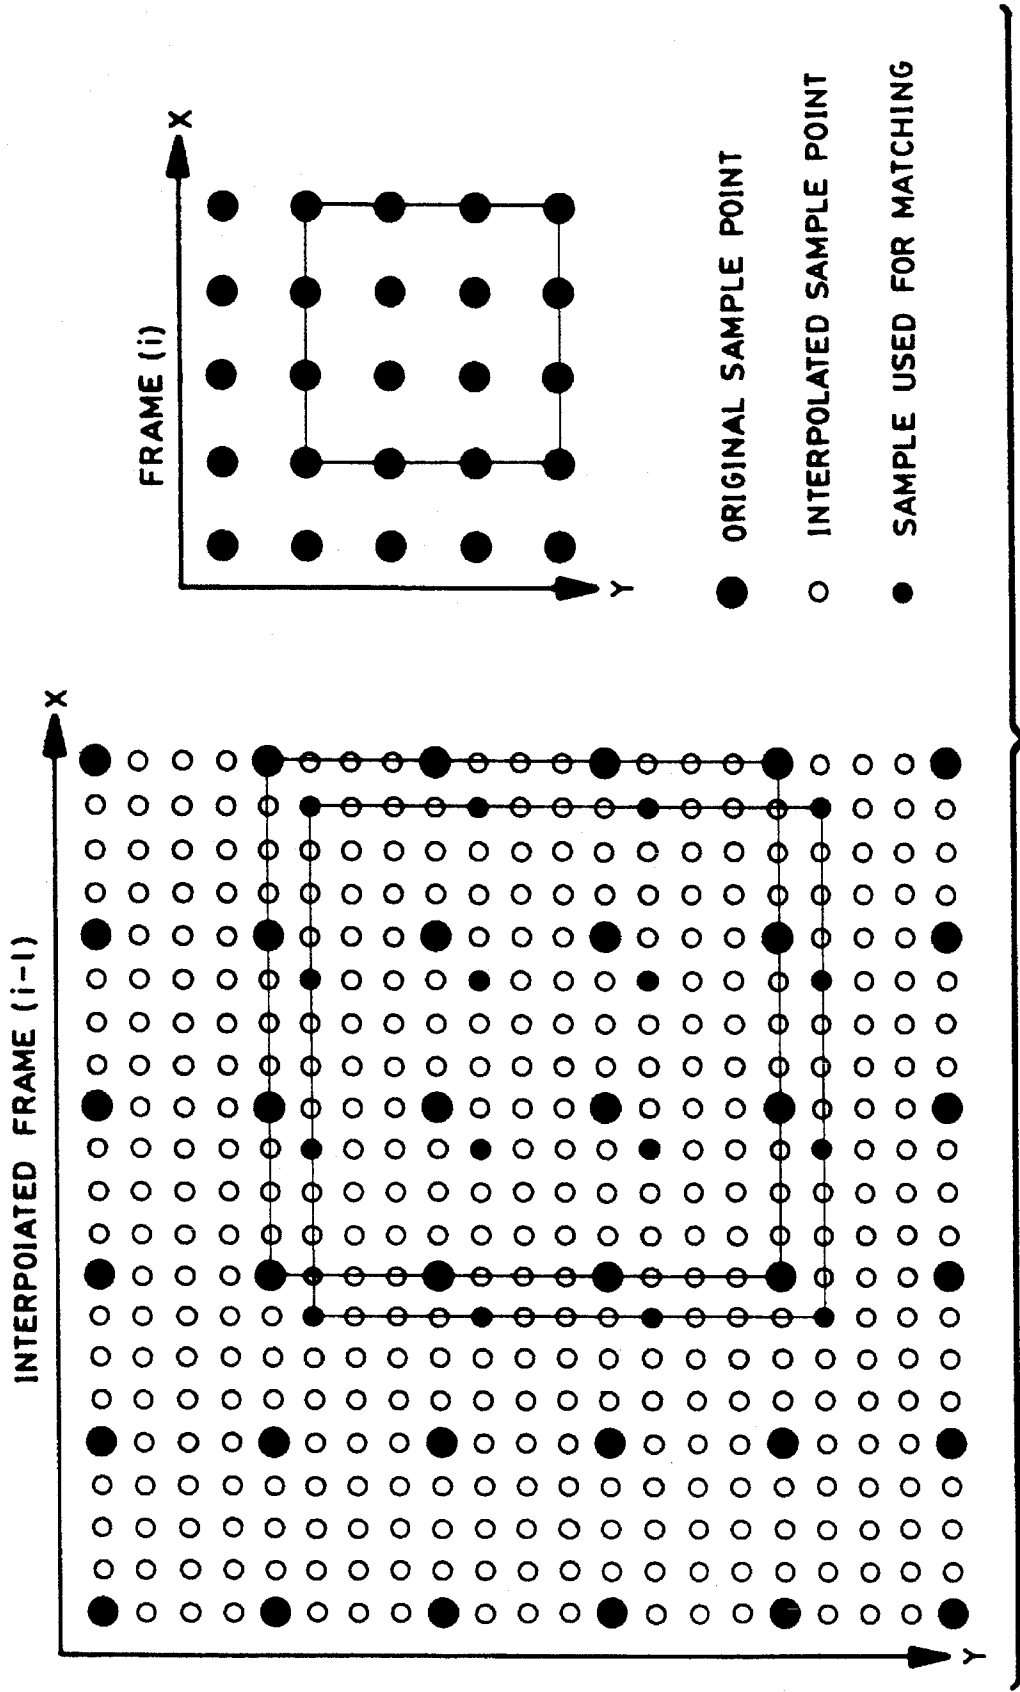 INTERPOIATED FRAME (i-I)
X
Y
FRAME (i)
X
Y
ORIGINAL SAMPLE POINT
INTERPOLATED SAMPLE POINT
SAMPLE USED FOR MATCHING